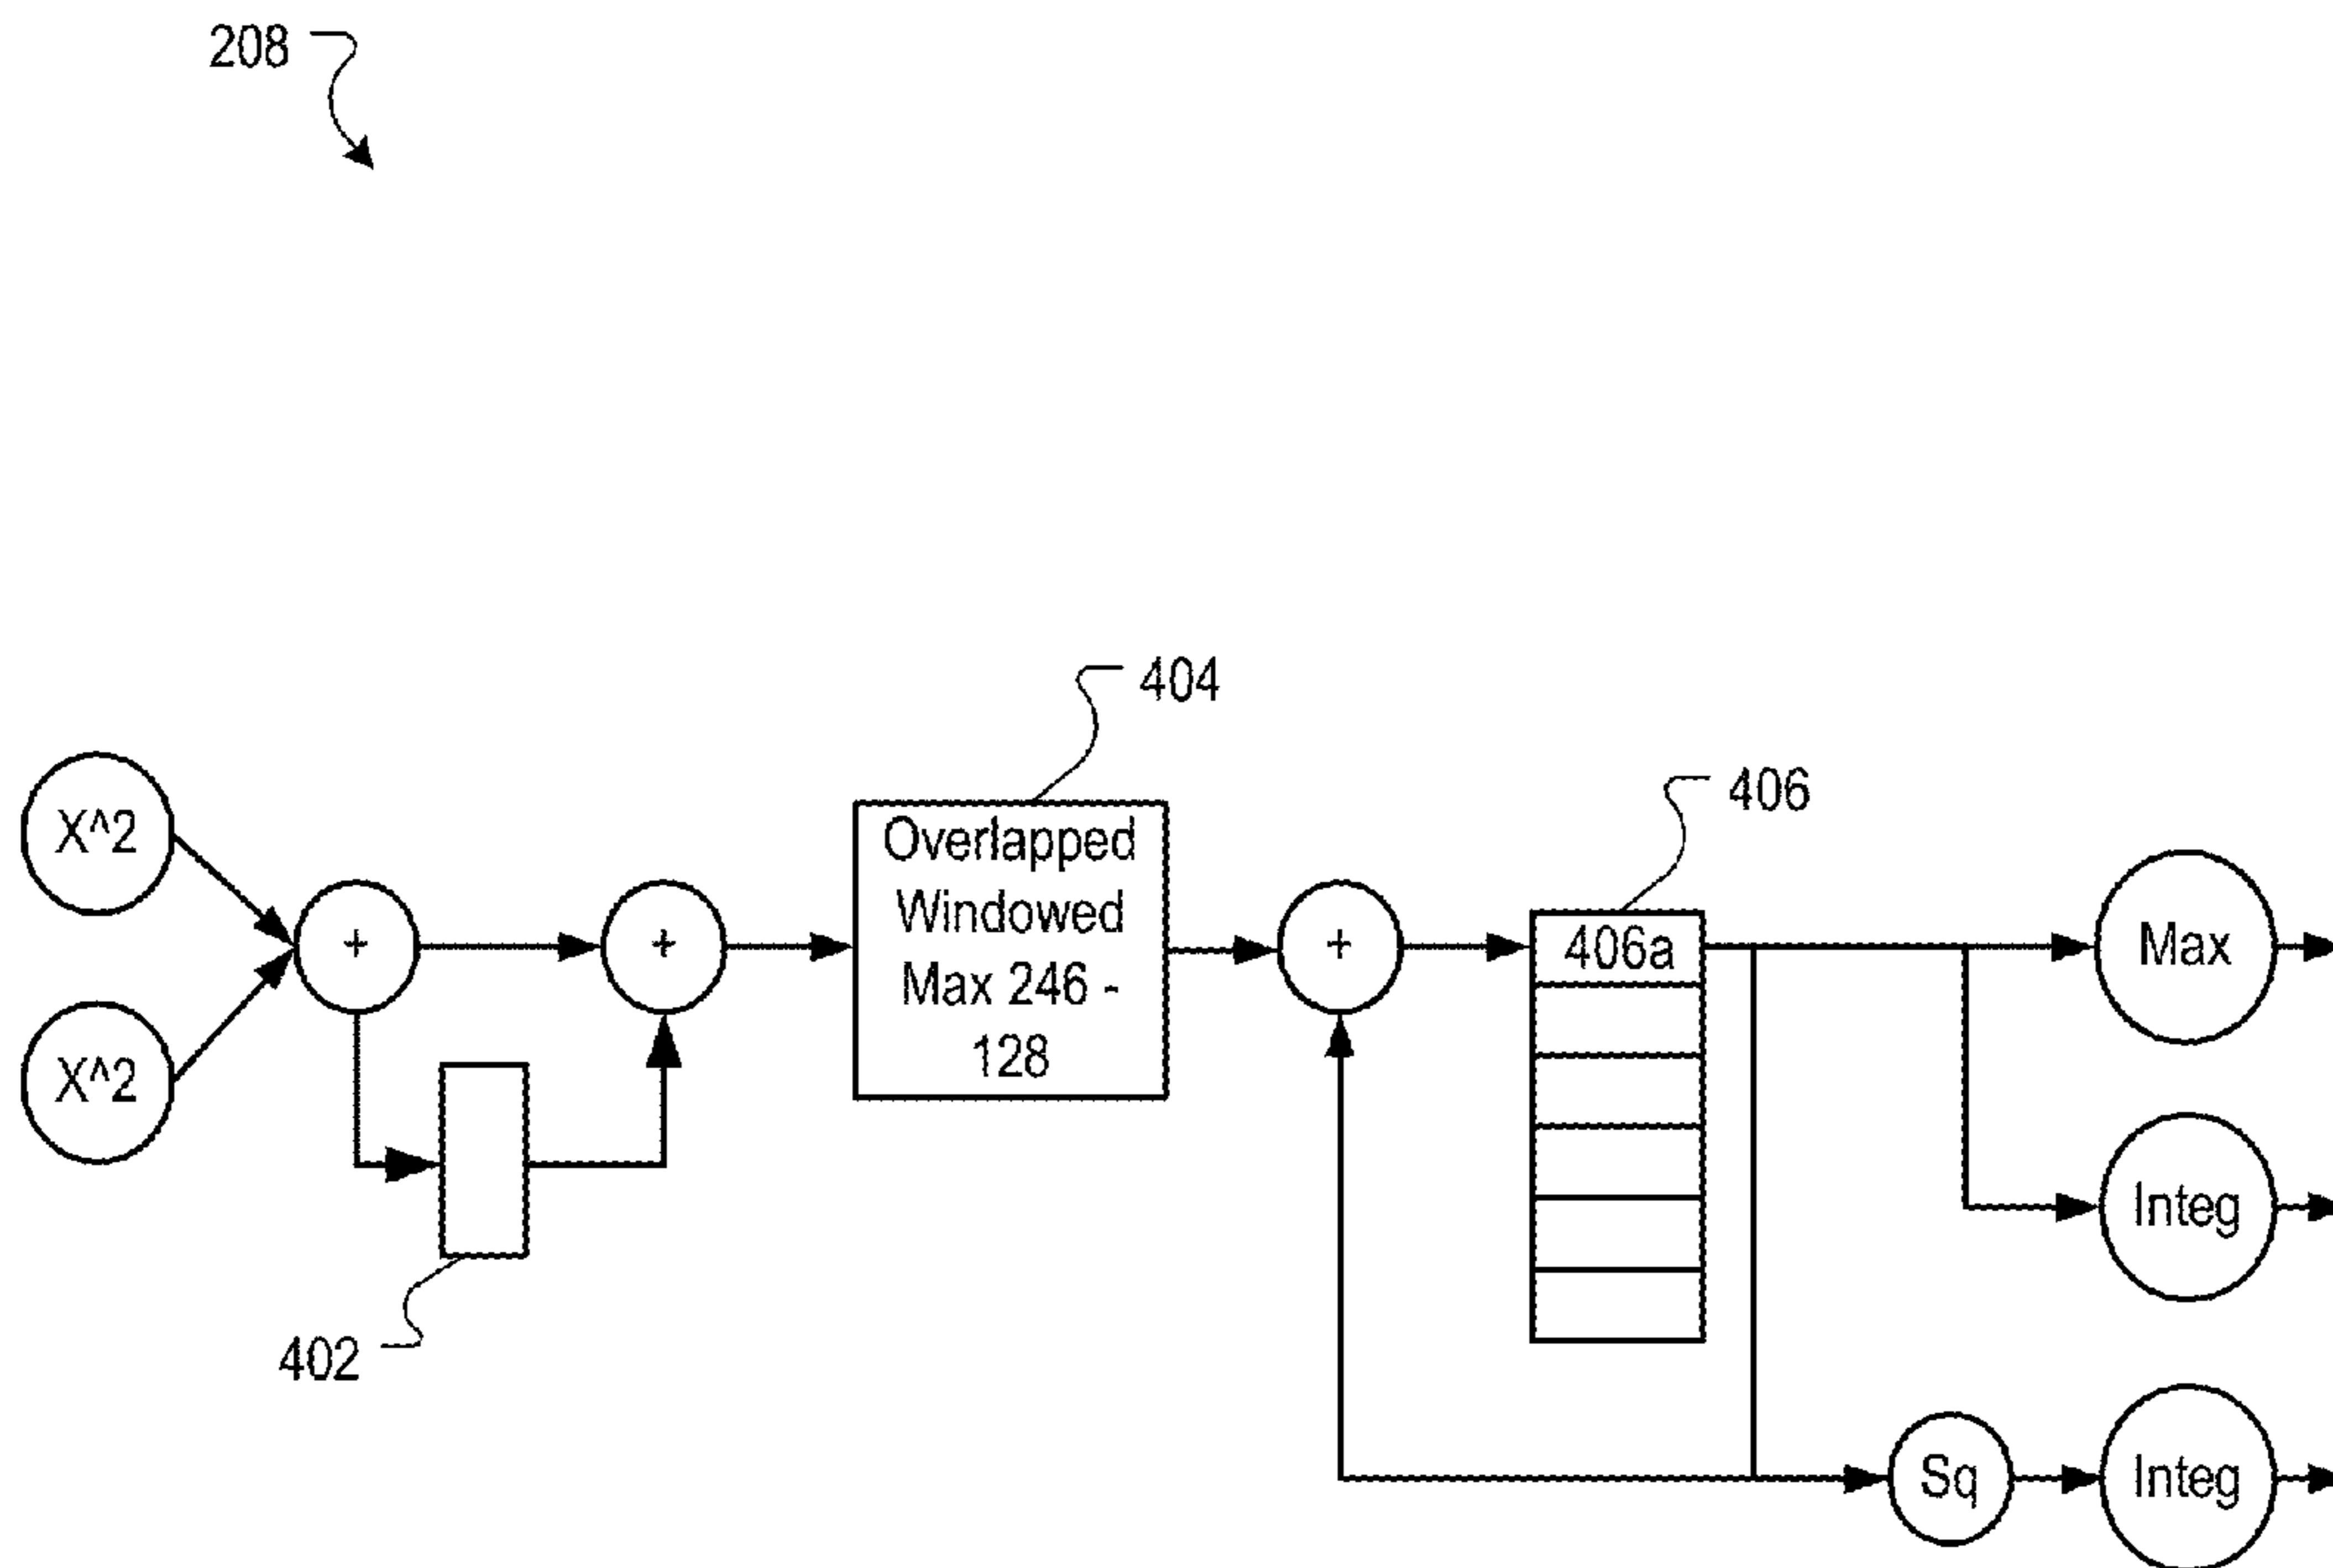 208
404
406
X^2
X^2
+
+
Overlapped
Windowed
Max 246 -
128
+
406a
Max
Integ
402
Sq
Integ